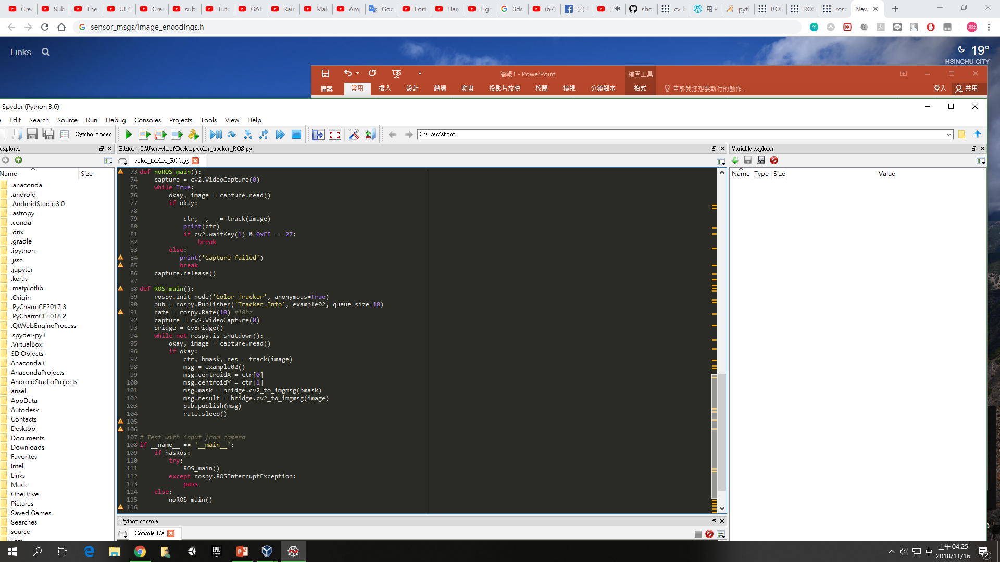 Crea
Sub
The
UE4
Crea
sub
Tuto
GAL
Rain
Mak
Amp
Goo
Fort
Hard
Ligh
3ds
(67)
(2) F
(
sho
cv_b
用 P
pyth
ROS
ROS
rosr
New
sensor_msgs/image_encodings.h
Links
19°
HSINCHU CITY
簡報1 - PowerPoint
繪圖工具
檔案 常用 插入 設計 轉場 動畫 投影片放映 校閱 檢視 分鏡腳本 格式 告訴我您想要執行的動作... 登入 共用
Spyder (Python 3.6)
Edit Search Source Run Debug Consoles Projects Tools View Help
Symbol finder
C:\Users\shoot
explorer
Name Size
.anaconda
.android
.AndroidStudio3.0
.astropy
.conda
.dnx
.gradle
.ipython
.jssc
.jupyter
.keras
.matplotlib
.Origin
.PyCharmCE2017.3
.PyCharmCE2018.2
.QtWebEngineProcess
.spyder-py3
.VirtualBox
3D Objects
Anaconda3
AnacondaProjects
AndroidStudioProjects
ansel
AppData
Autodesk
Contacts
Desktop
Documents
Downloads
Favorites
Intel
Links
Music
OneDrive
Pictures
Saved Games
Searches
source
Editor - C:\Users\shoot\Desktop\color_tracker_ROS.py
color_tracker_ROS.py
73 def noROS_main():
74 capture = cv2.VideoCapture(0)
75 while True:
76 okay, image = capture.read()
77 if okay:
78
79 ctr, _, _ = track(image)
80 print(ctr)
81 if cv2.waitKey(1) & 0xFF == 27:
82 break
83 else:
84 print('Capture failed')
85 break
86 capture.release()
87
88 def ROS_main():
89 rospy.init_node('Color_Tracker', anonymous=True)
90 pub = rospy.Publisher('Tracker_Info', example02, queue_size=10)
91 rate = rospy.Rate(10) #10hz
92 capture = cv2.VideoCapture(0)
93 bridge = CvBridge()
94 while not rospy.is_shutdown():
95 okay, image = capture.read()
96 if okay:
97 ctr, bmask, res = track(image)
98 msg = example02()
99 msg.centroidX = ctr[0]
100 msg.centroidY = ctr[1]
101 msg.mask = bridge.cv2_to_imgmsg(bmask)
102 msg.result = bridge.cv2_to_imgmsg(image)
103 pub.publish(msg)
104 rate.sleep()
105
106
107 # Test with input from camera
108 if __name__ == '__main__':
109 if hasRos:
110 try:
111 ROS_main()
112 except rospy.ROSInterruptException:
113 pass
114 else:
115 noROS_main()
116
IPython console
Console 1/A
Variable explorer
Name Type Size Value
EPIC GAMES
中
上午 04:25
2018/11/16
2